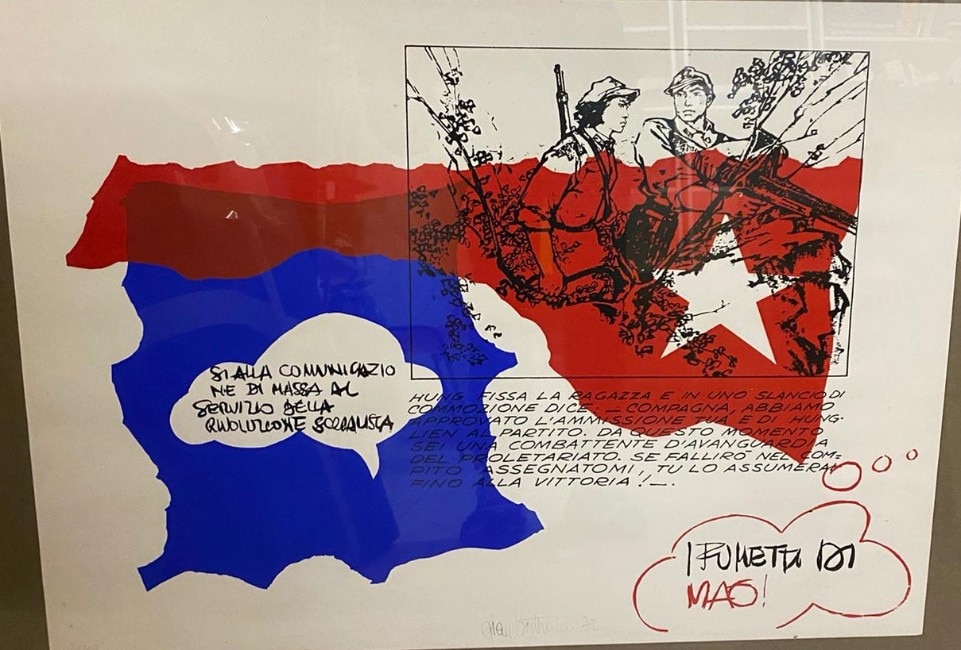 HUNG FISSA LA RAGAZZA E IN UNO SLANCIO DI
COMMOZIONE DICE _ COMPAGNA, ABBIAMO
APPROVATO L'AMMISSIONE TUA E DI HUNG-
LIEN AL PARTITO. DA QUESTO MOMENTO
SEI UNA COMBATTENTE D'AVANGUARDIA
DEL PROLETARIATO. SE FALLIRÒ NEL COM=
PITO ASSEGNATOMI, TU LO ASSUMERAI
FINO ALLA VITTORIA!_.
SI ALLA COMUNICAZIO
NE DI MASSA AL
SERVIZIO DELLA
RIVOLUZIONE SOCIALISTA
I FUMETTI DI
MAO!